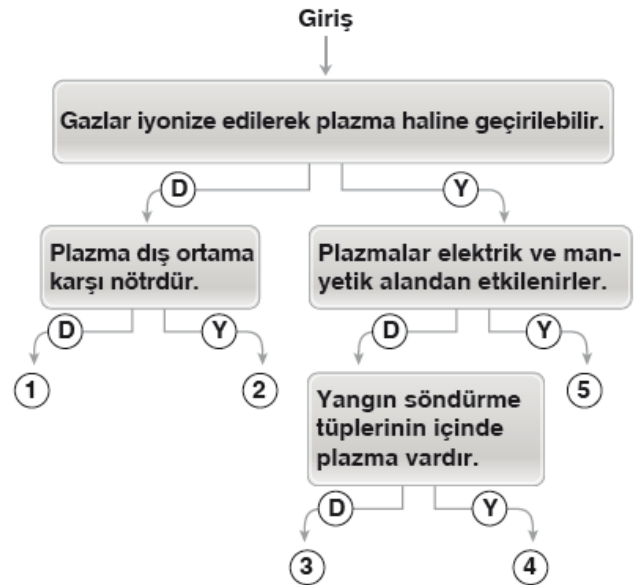 Giriş
Gazlar iyonize edilerek plazma haline geçirilebilir.
D
Y
Plazma dış ortama
karşı nötrdür.
Plazmalar elektrik ve man-
yetik alandan etkilenirler.
D
Y
D
Y
1
2
5
Yangın söndürme
tüplerinin içinde
plazma vardır.
D
Y
3
4